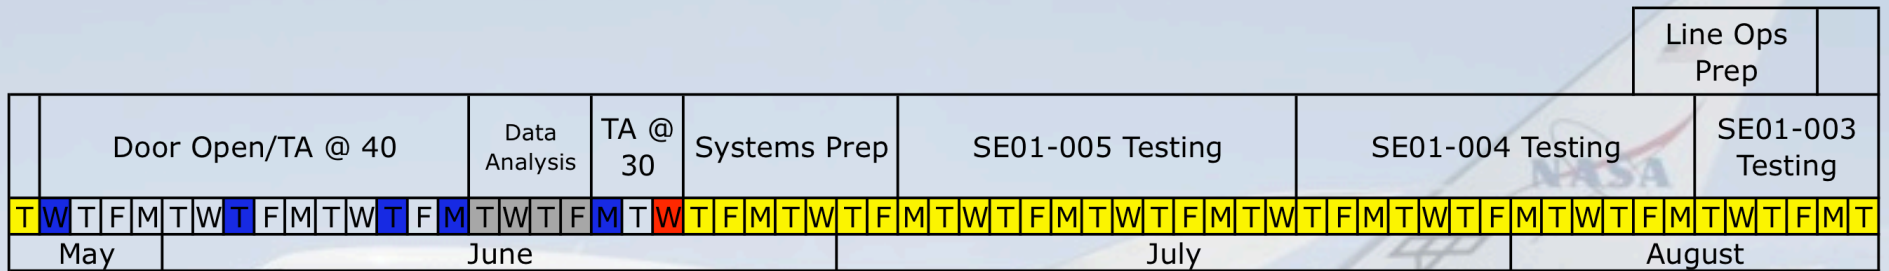 Line Ops
Prep
Door Open/TA @ 40
Data
Analysis
TA @
30
Systems Prep
SE01-005 Testing
SE01-004 Testing
SE01-003
Testing
NASA
T W T F M T W T F M T W T F M T W T F M T W T F M T W T F M T W T F M T W T F M T W T F M T W T F M T W T F M T W T F M T
May June July August